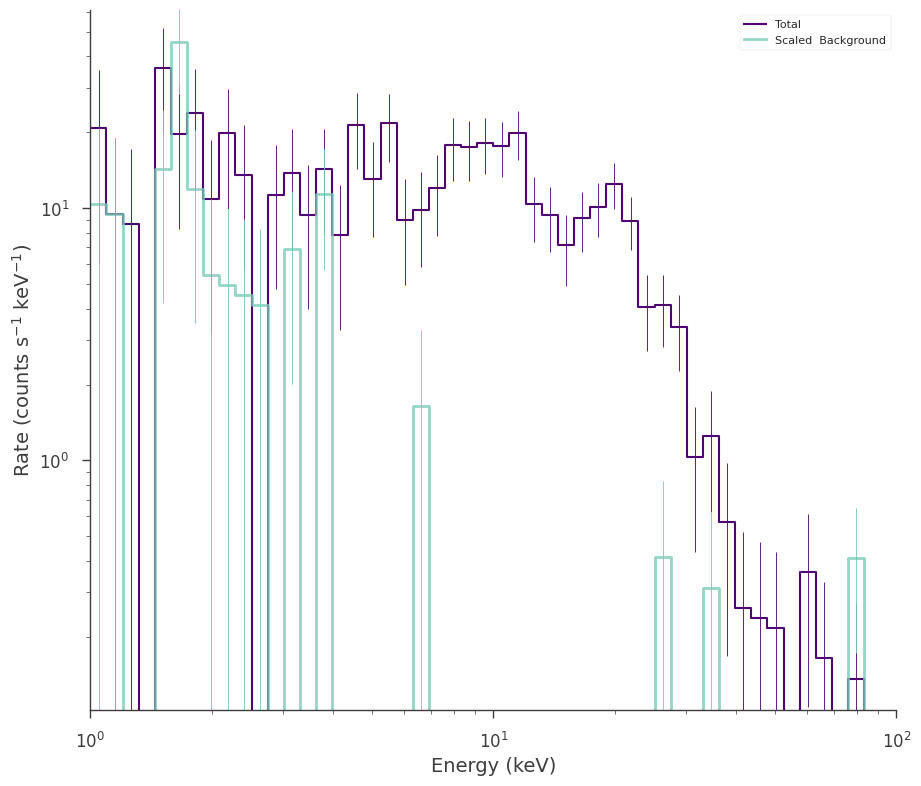 Total
Scaled  Background
Rate (counts s⁻¹ keV⁻¹)
10¹
10⁰
10⁰
10¹
10²
Energy (keV)